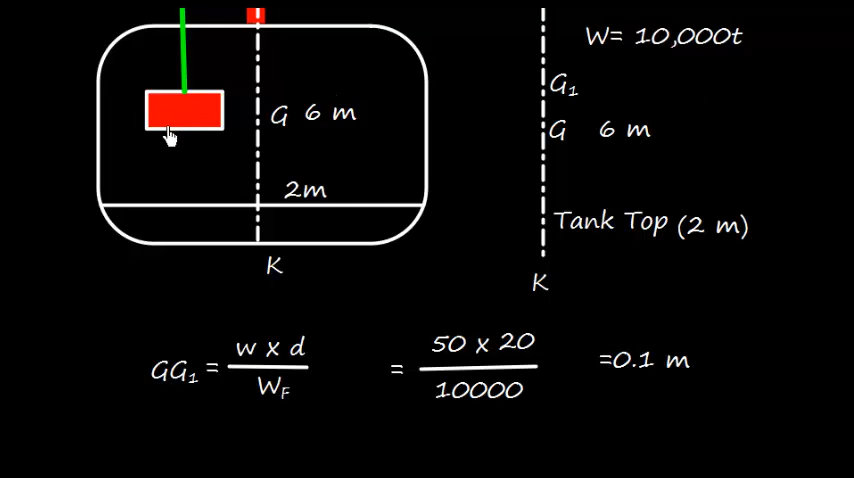 W= 10,000t
G₁
G 6 m
G 6 m
2m
Tank Top (2 m)
K
K
GG₁ = w x d / W_F = 50 x 20 / 10000 =0.1 m